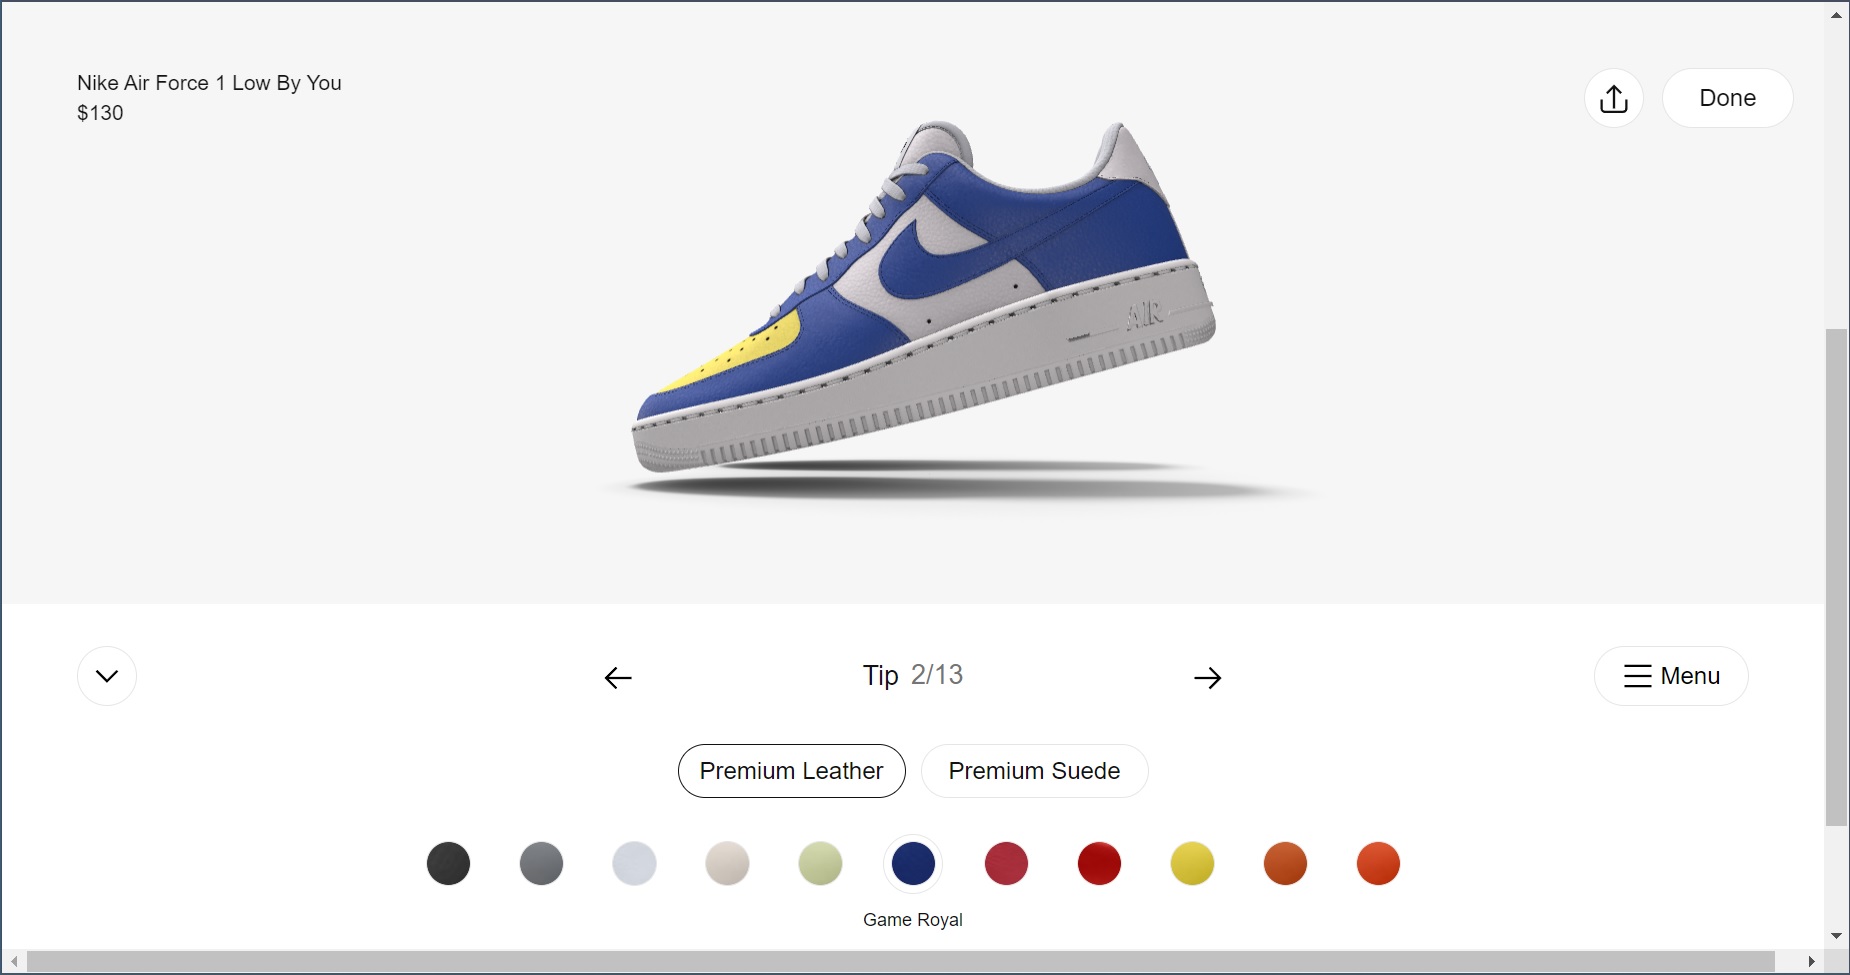 Nike Air Force 1 Low By You
$130
Done
AIR
Tip 2/13
Menu
Premium Leather
Premium Suede
Game Royal